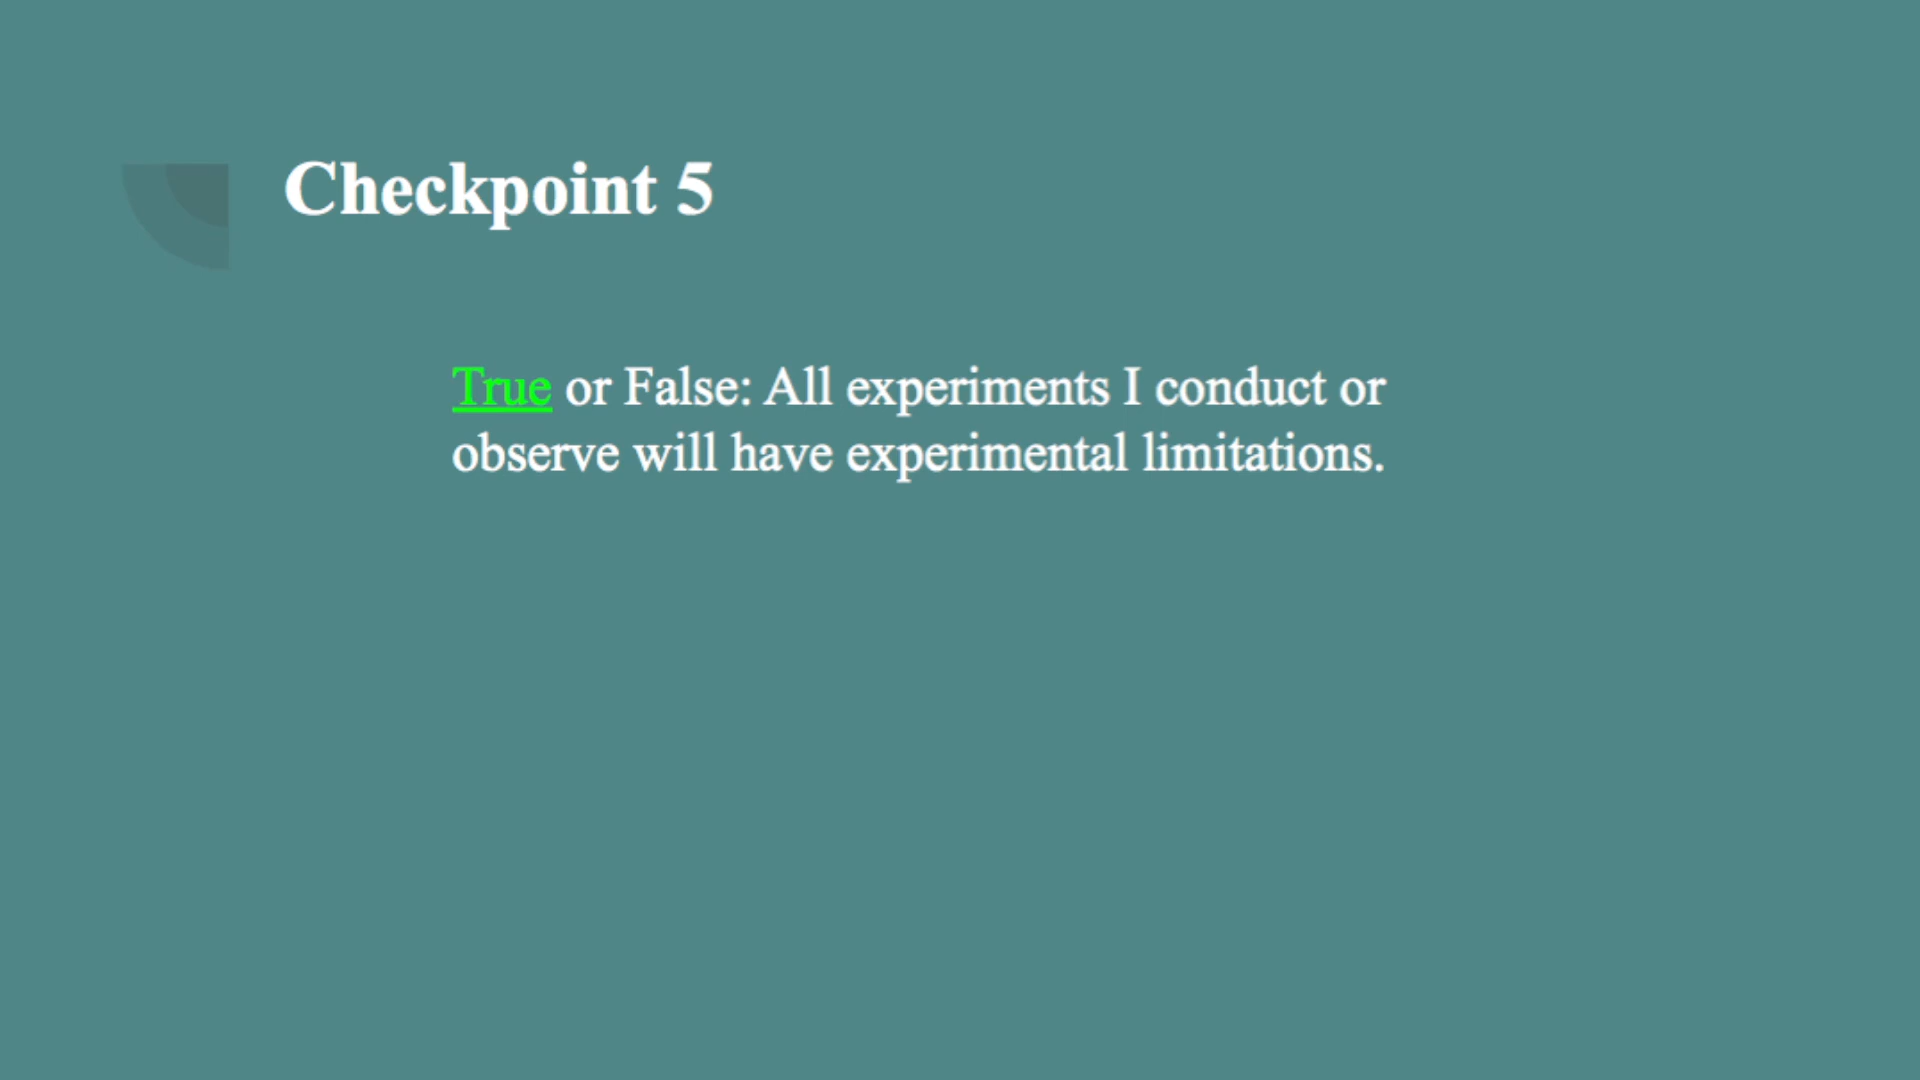 Checkpoint 5
True or False: All experiments I conduct or
observe will have experimental limitations.